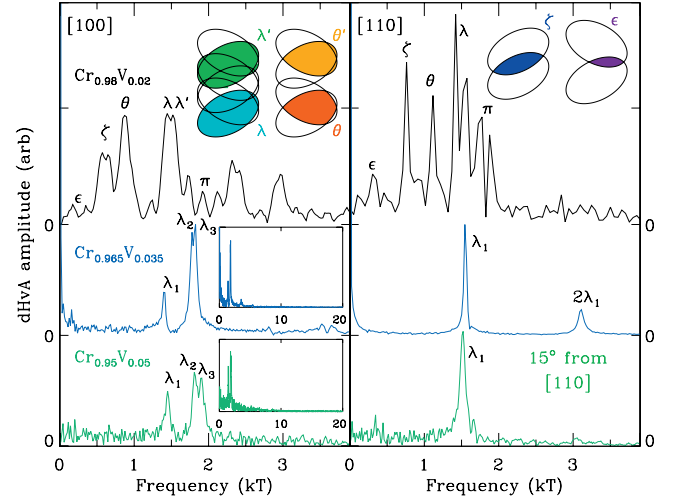 [100]
λ′
θ′
Cr0.98V0.02
θ
λ λ′
ζ
ϵ
π
λ
θ
[110]
λ
ζ
θ
π
ϵ
ζ
ϵ
dHvA amplitude (arb)
0
Cr0.965V0.035
λ1
λ2
λ3
0 10 20
0
λ1
2λ1
0
Cr0.95V0.05
λ1
λ2
λ3
0 10 20
0
λ1
15° from
[110]
0
0 1 2 3
0 1 2 3
Frequency (kT)
Frequency (kT)